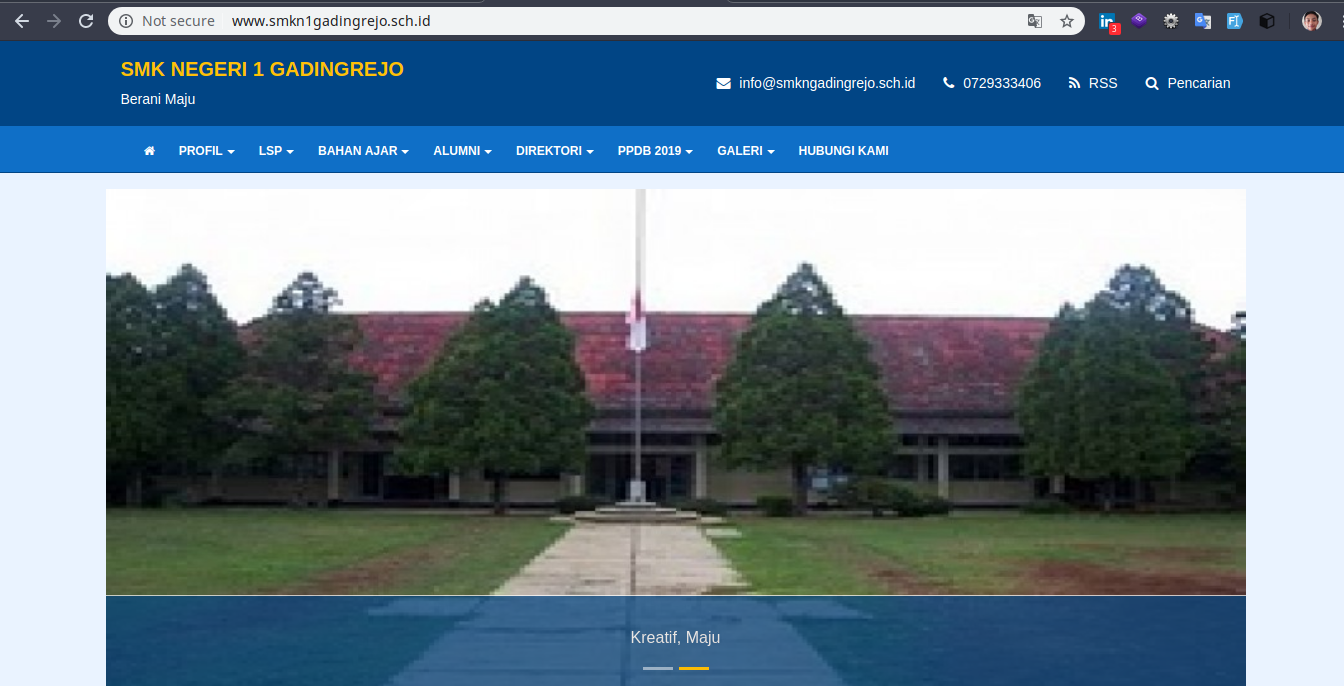 Not secure www.smkn1gadingrejo.sch.id
3
SMK NEGERI 1 GADINGREJO
Berani Maju
info@smkngadingrejo.sch.id 0729333406 RSS Pencarian
PROFIL LSP BAHAN AJAR ALUMNI DIREKTORI PPDB 2019 GALERI HUBUNGI KAMI
Kreatif, Maju